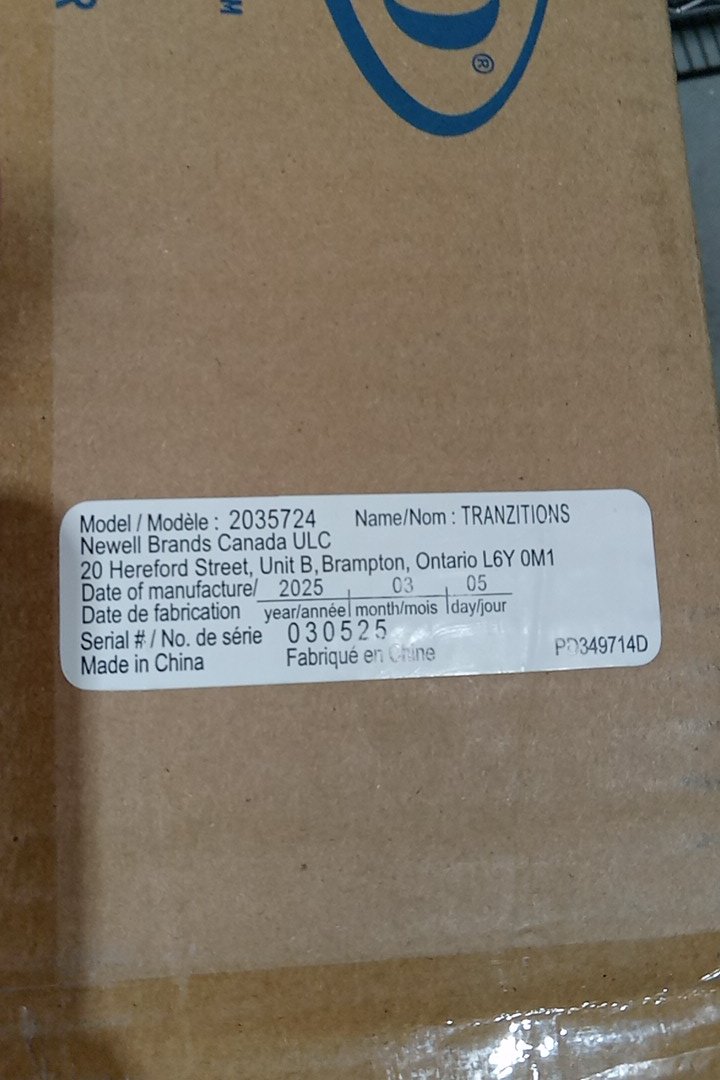 R
M
®
Model / Modèle : 2035724 Name/Nom : TRANZITIONS
Newell Brands Canada ULC
20 Hereford Street, Unit B, Brampton, Ontario L6Y 0M1
Date of manufacture/ 2025 03 05
Date de fabrication year/année month/mois day/jour
Serial # / No. de série 030525
Made in China Fabriqué en Chine PD349714D